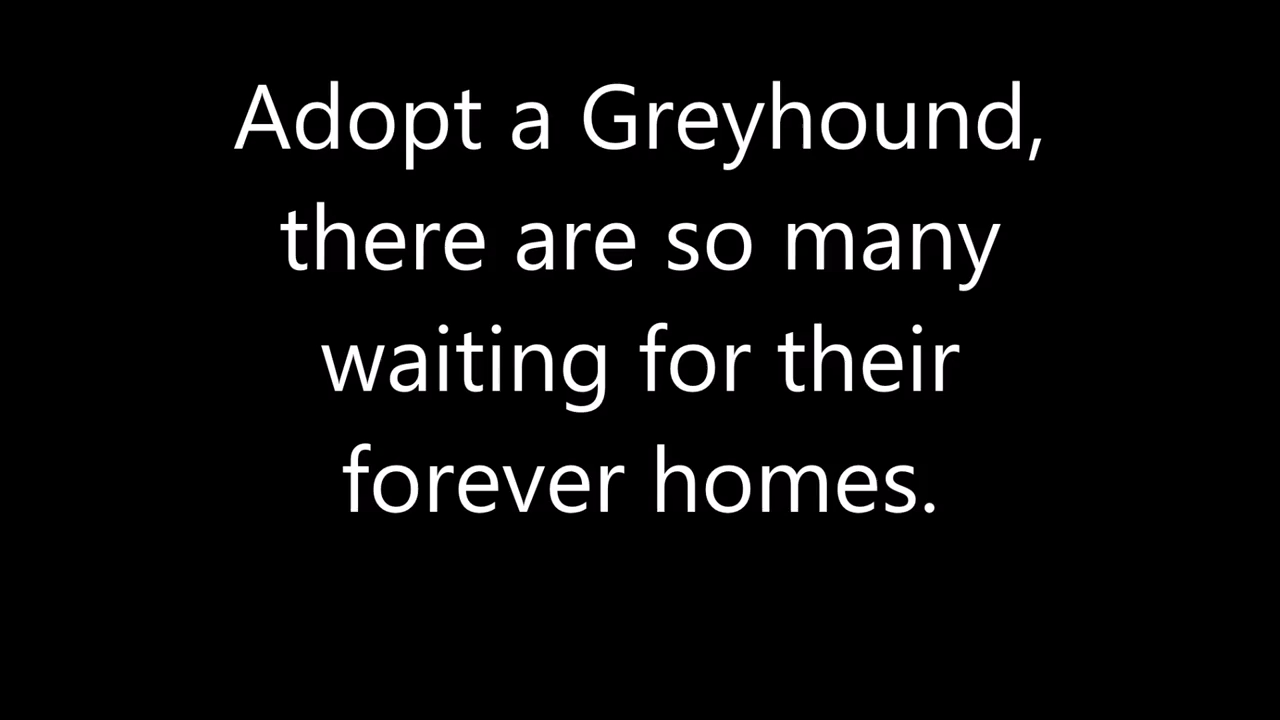 Adopt a Greyhound,
there are so many
waiting for their
forever homes.